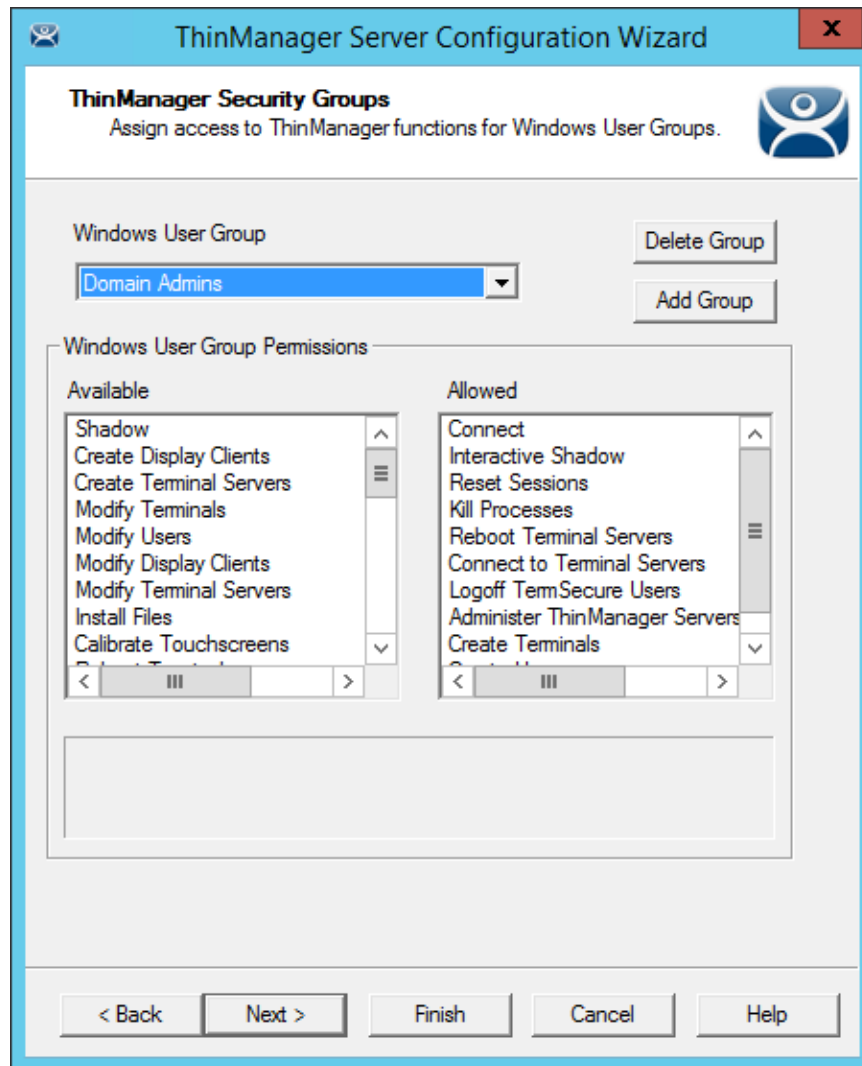 ThinManager Server Configuration Wizard
x
ThinManager Security Groups
Assign access to ThinManager functions for Windows User Groups.
Windows User Group
Delete Group
Domain Admins
Add Group
Windows User Group Permissions
Available
Allowed
Shadow
Create Display Clients
Create Terminal Servers
Modify Terminals
Modify Users
Modify Display Clients
Modify Terminal Servers
Install Files
Calibrate Touchscreens
Connect
Interactive Shadow
Reset Sessions
Kill Processes
Reboot Terminal Servers
Connect to Terminal Servers
Logoff TermSecure Users
Administer ThinManager Servers
Create Terminals
< Back
Next >
Finish
Cancel
Help